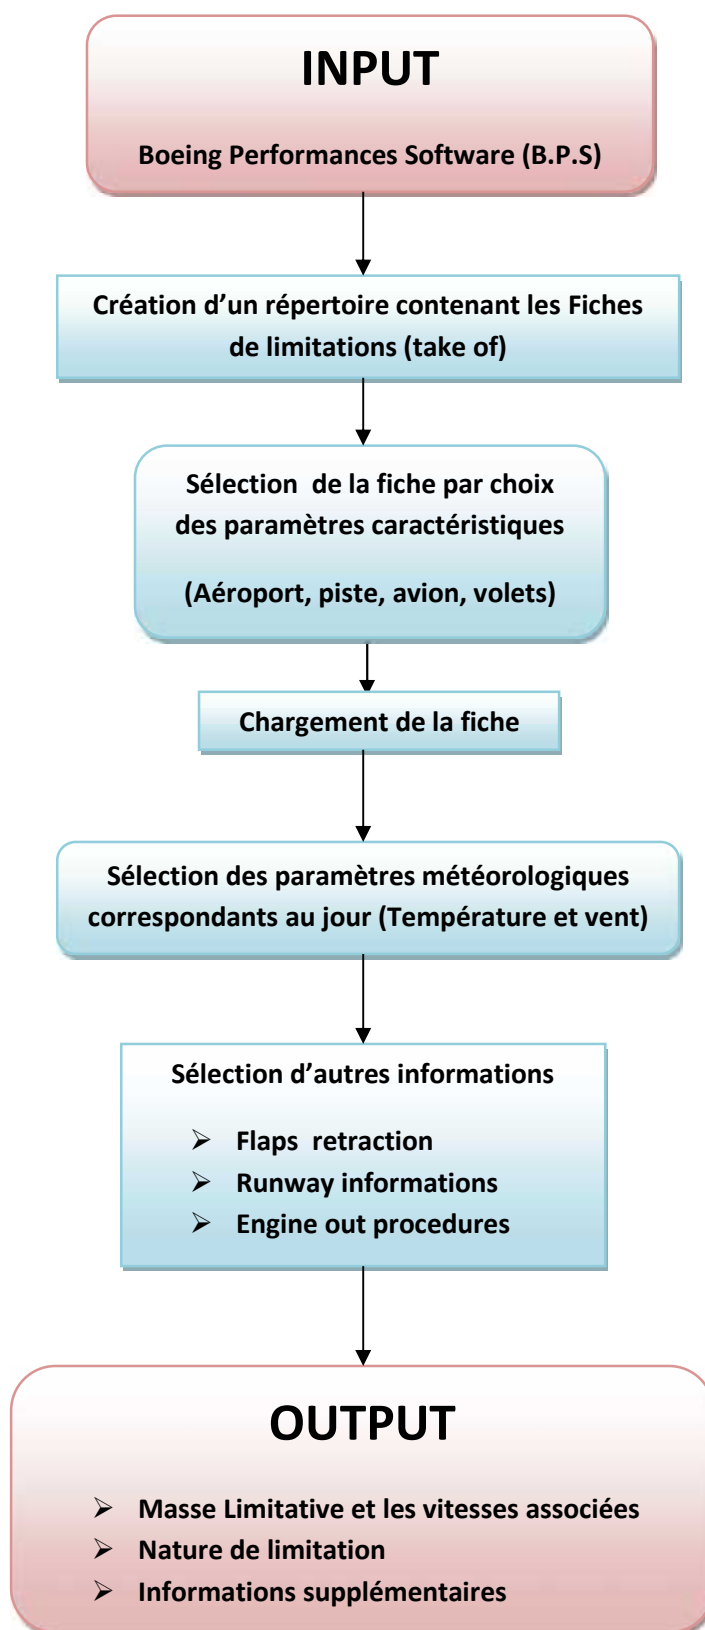 INPUT
Boeing Performances Software (B.P.S)
Création d’un répertoire contenant les Fiches
de limitations (take of)
Sélection  de la fiche par choix
des paramètres caractéristiques
(Aéroport, piste, avion, volets)
Chargement de la fiche
Sélection des paramètres météorologiques
correspondants au jour (Température et vent)
Sélection d’autres informations
➢ Flaps  retraction
➢ Runway informations
➢ Engine out procedures
OUTPUT
➢ Masse Limitative et les vitesses associées
➢ Nature de limitation
➢ Informations supplémentaires